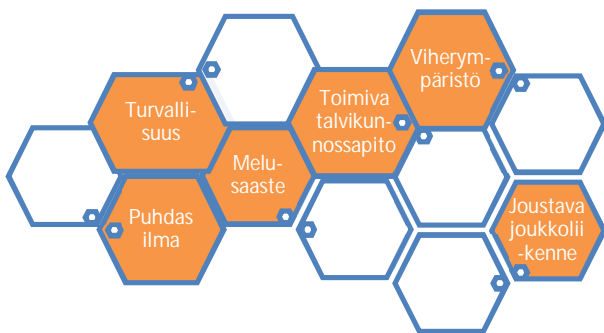 Turvalli-
suus
Melu-
saaste
Puhdas
ilma
Toimiva
talvikun-
nossapito
Viherym-
päristö
Joustava
joukkolii
-kenne